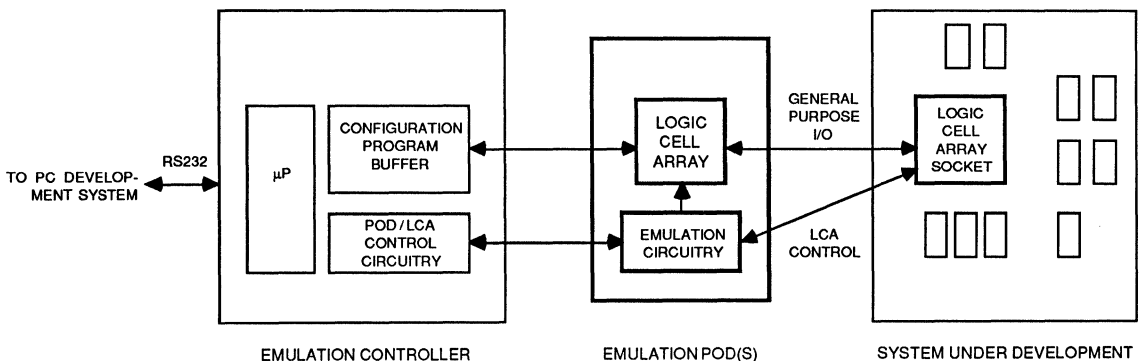 TO PC DEVELOP-
MENT SYSTEM
RS232
μP
CONFIGURATION
PROGRAM
BUFFER
POD/LCA
CONTROL
CIRCUITRY
EMULATION CONTROLLER
LOGIC
CELL
ARRAY
EMULATION
CIRCUITRY
EMULATION POD(S)
GENERAL
PURPOSE
I/O
LCA
CONTROL
LOGIC
CELL
ARRAY
SOCKET
SYSTEM UNDER DEVELOPMENT